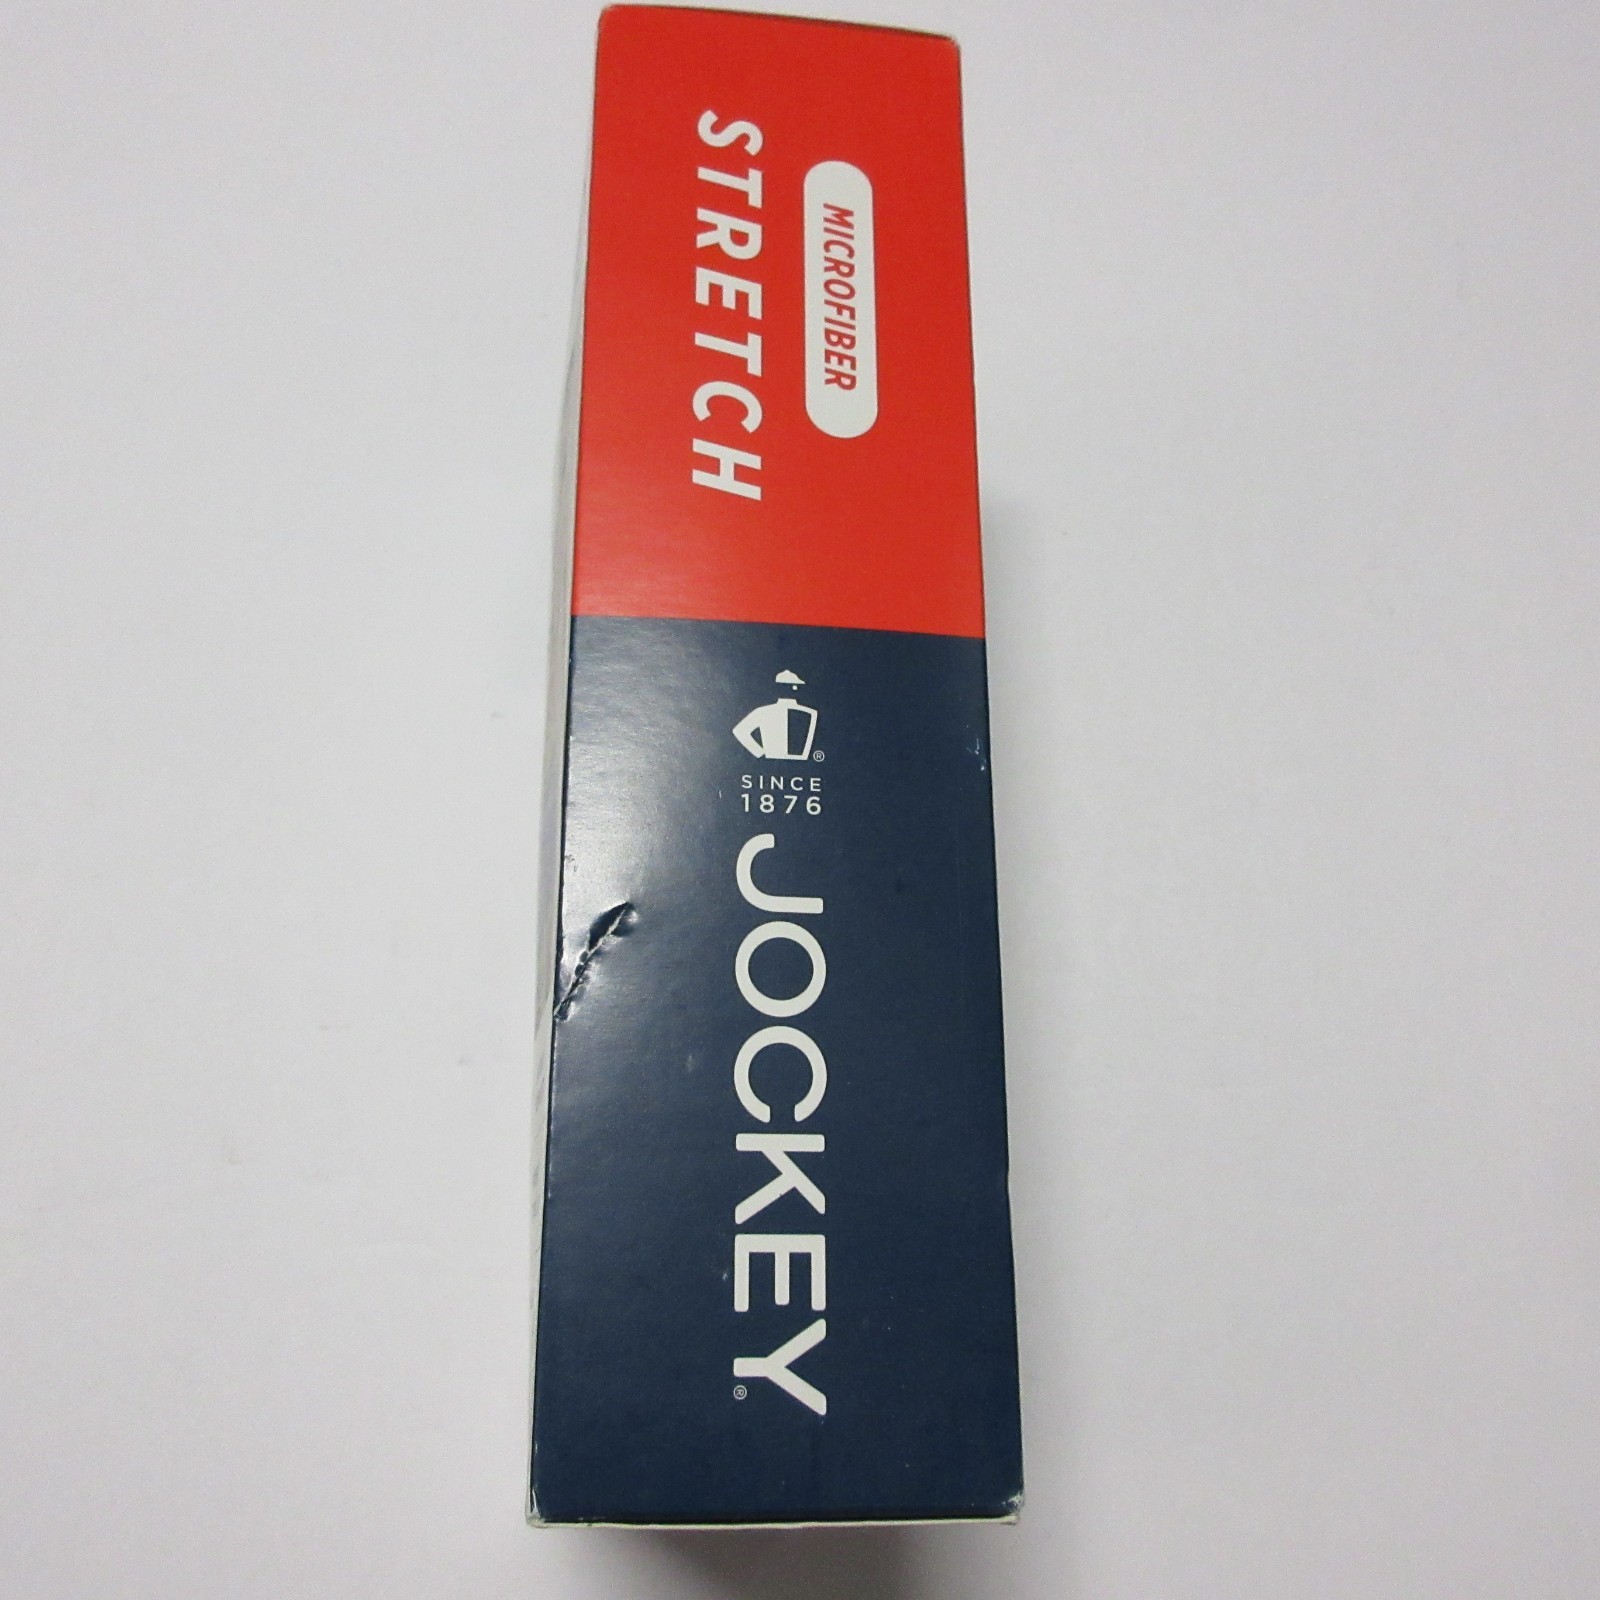 MICROFIBER
STRETCH
®
SINCE
1876
JOCKEY®